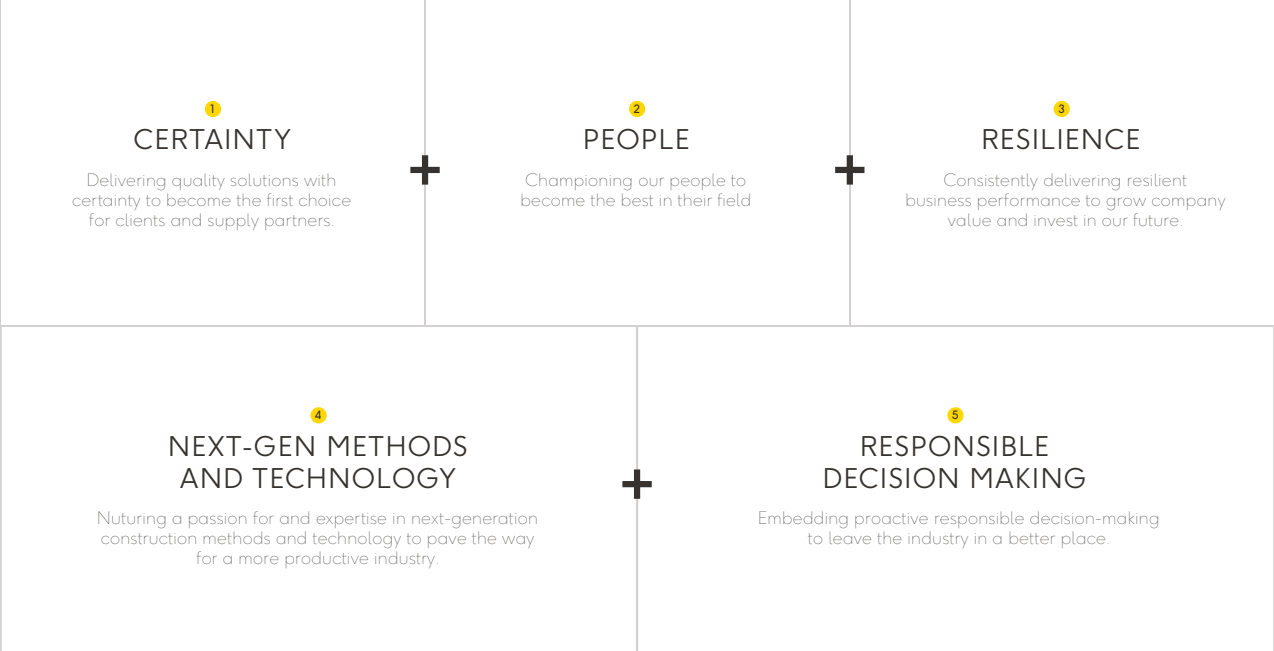 1
CERTAINTY
Delivering quality solutions with
certainty to become the first choice
for clients and supply partners.
+
2
PEOPLE
Championing our people to
become the best in their field
+
3
RESILIENCE
Consistently delivering resilient
business performance to grow company
value and invest in our future.
4
NEXT-GEN METHODS
AND TECHNOLOGY
Nuturing a passion for and expertise in next-generation
construction methods and technology to pave the way
for a more productive industry.
+
5
RESPONSIBLE
DECISION MAKING
Embedding proactive responsible decision-making
to leave the industry in a better place.